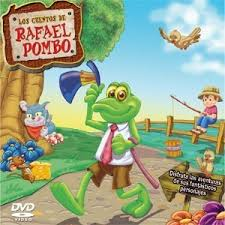 LOS CUENTOS DE
RAFAEL
POMBO
Disfruta las aventuras
de sus fantásticos
personajes
DVD
VIDEO